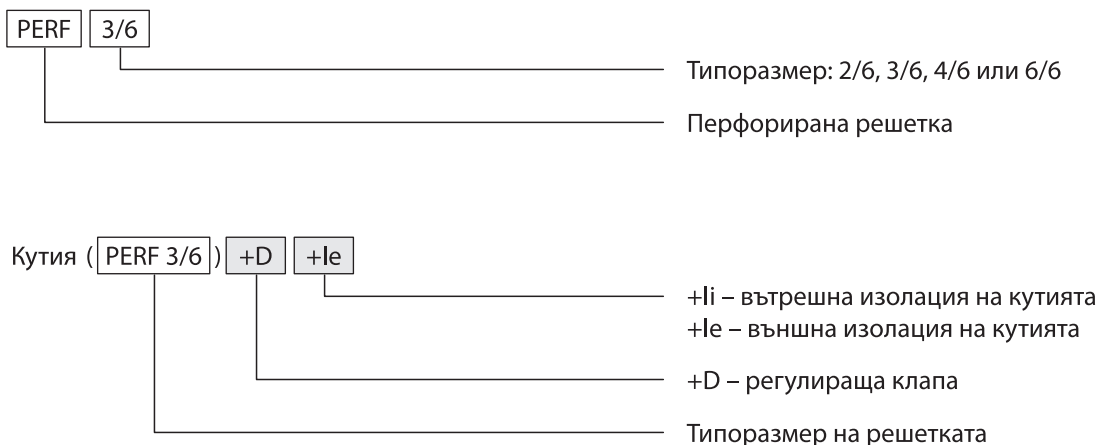 PERF 3/6
Типоразмер: 2/6, 3/6, 4/6 или 6/6
Перфорирана решетка
Кутия (PERF 3/6) +D +Ie
+Ii – вътрешна изолация на кутията
+Ie – външна изолация на кутията
+D – регулираща клапа
Типоразмер на решетката